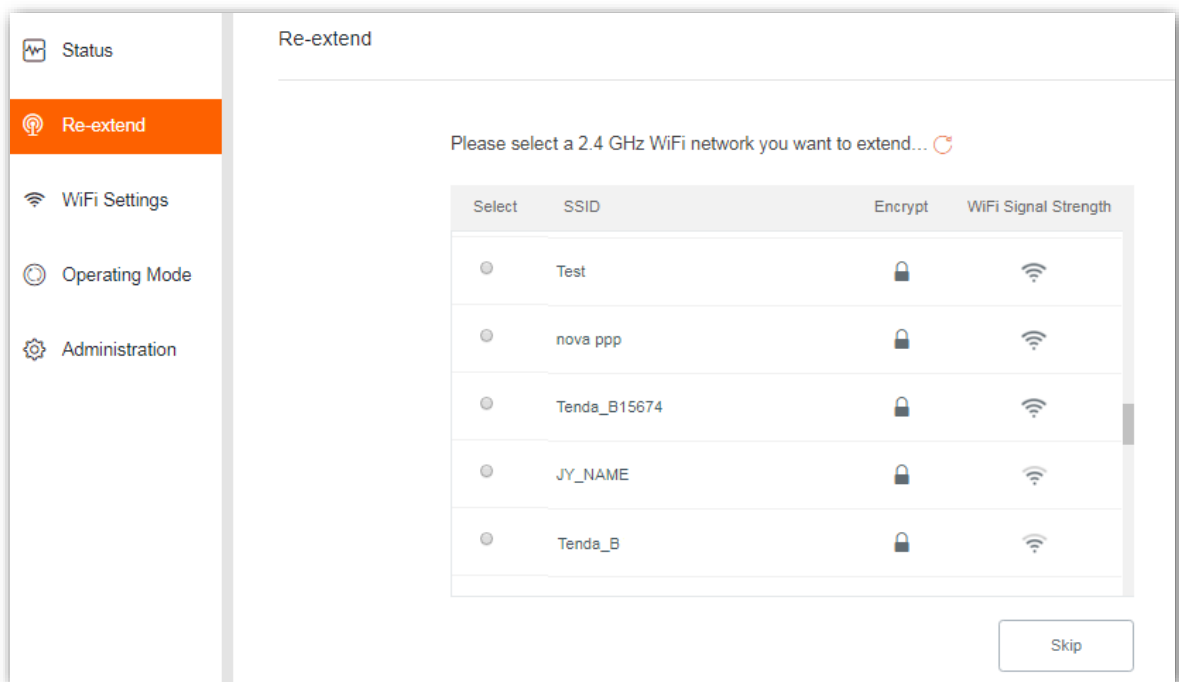 Status
Re-extend
WiFi Settings
Operating Mode
Administration
Re-extend
Please select a 2.4 GHz WiFi network you want to extend...
Select SSID Encrypt WiFi Signal Strength
Test
nova ppp
Tenda_B15674
JY_NAME
Tenda_B
Skip